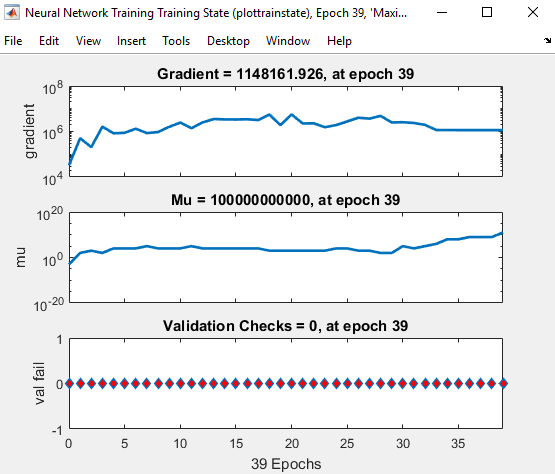 Neural Network Training Training State (plottrainstate), Epoch 39, 'Maxi...
File Edit View Insert Tools Desktop Window Help
Gradient = 1148161.926, at epoch 39
10^8
10^6
10^4
gradient
Mu = 100000000000, at epoch 39
10^20
10^0
10^-20
mu
Validation Checks = 0, at epoch 39
1
0
-1
val fail
0 5 10 15 20 25 30 35
39 Epochs